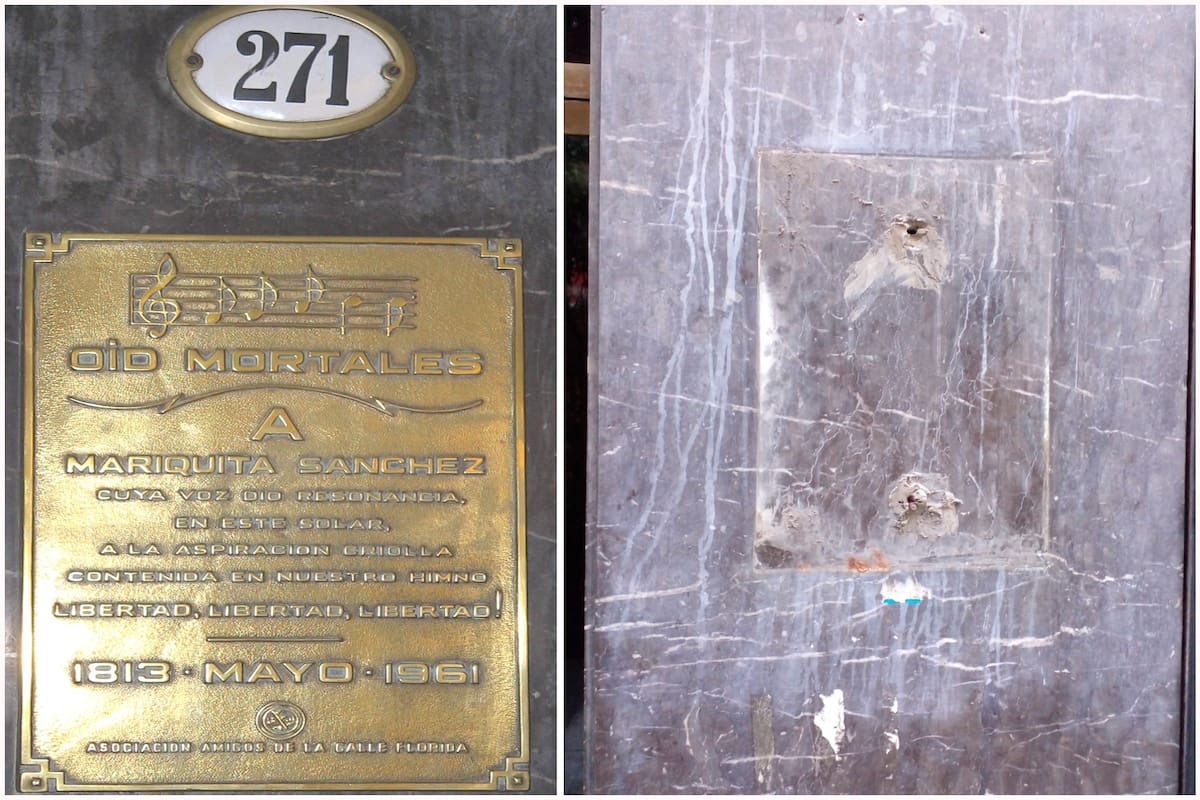 271
OÍD MORTALES
A
MARIQUITA SANCHEZ
CUYA VOZ DIO RESONANCIA,
EN ESTE SOLAR,
A LA ASPIRACION CRIOLLA
CONTENIDA EN NUESTRO HIMNO
LIBERTAD, LIBERTAD, LIBERTAD!
1813 · MAYO · 1961
ASOCIACION AMIGOS DE LA CALLE FLORIDA